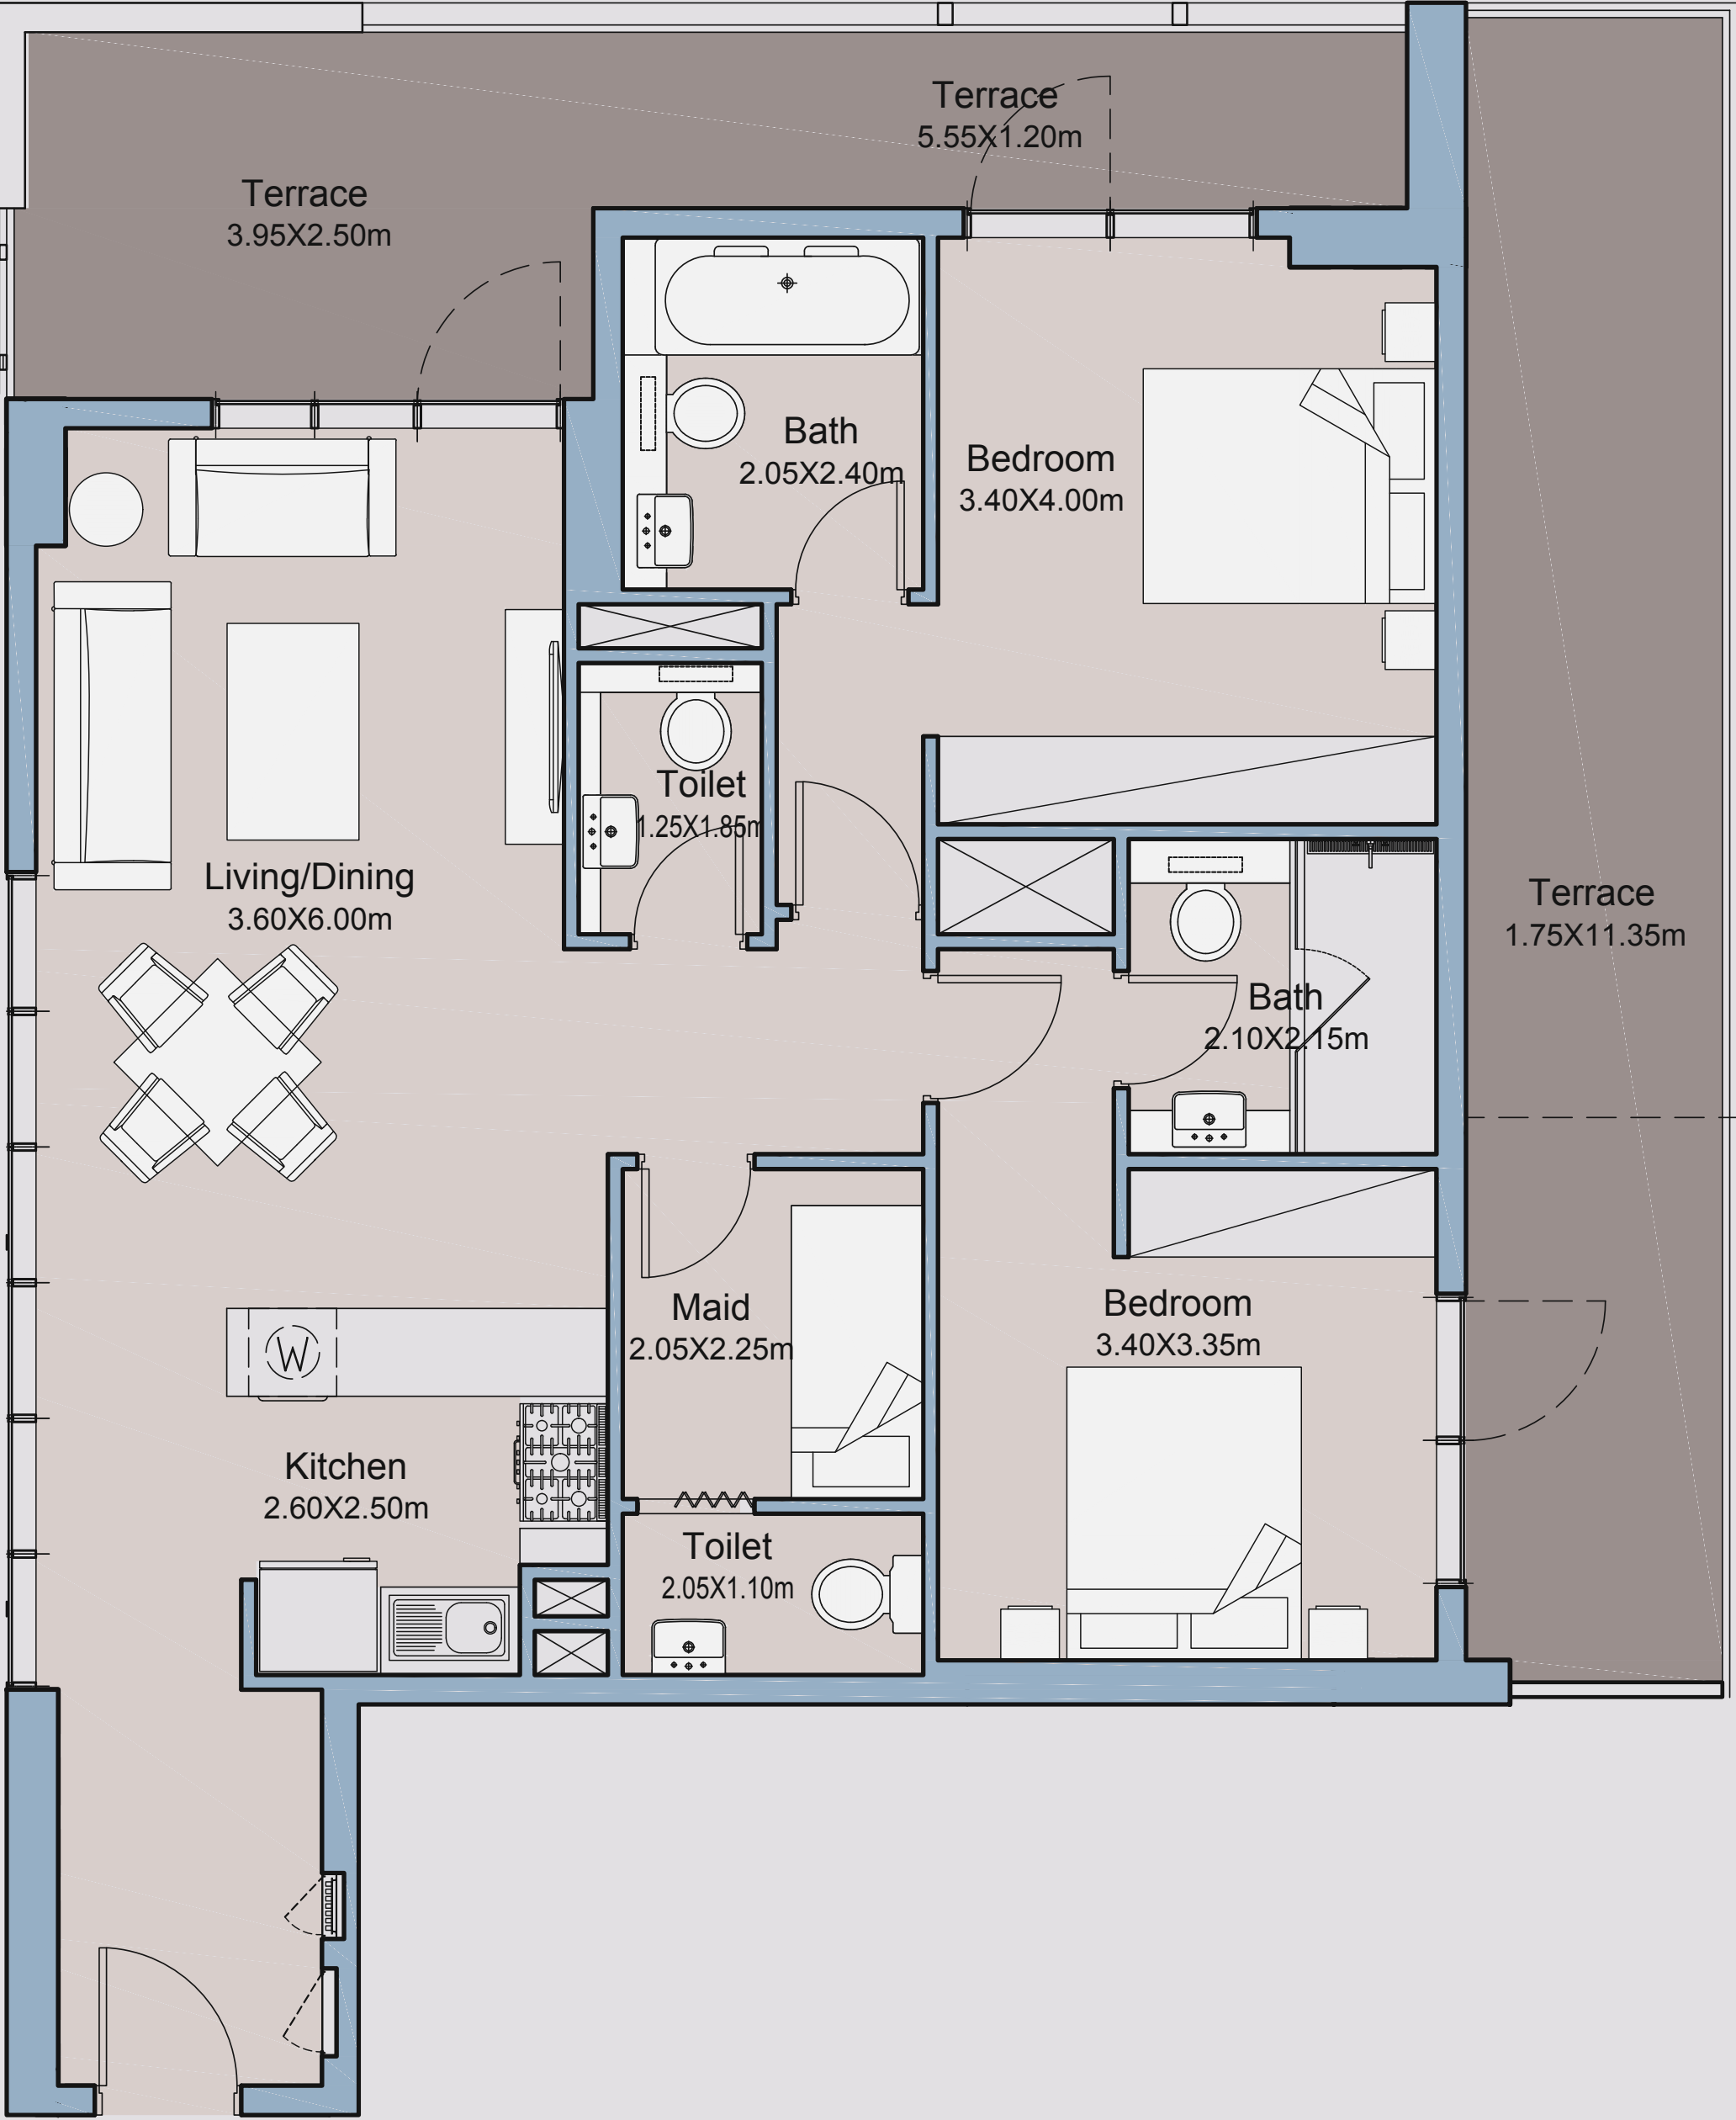 Terrace
5.55X1.20m
Terrace
3.95X2.50m
Bath
2.05X2.40m
Bedroom
3.40X4.00m
Toilet
1.25X1.85m
Living/Dining
3.60X6.00m
Terrace
1.75X11.35m
Bath
2.10X2.15m
Maid
2.05X2.25m
Bedroom
3.40X3.35m
W
Kitchen
2.60X2.50m
Toilet
2.05X1.10m